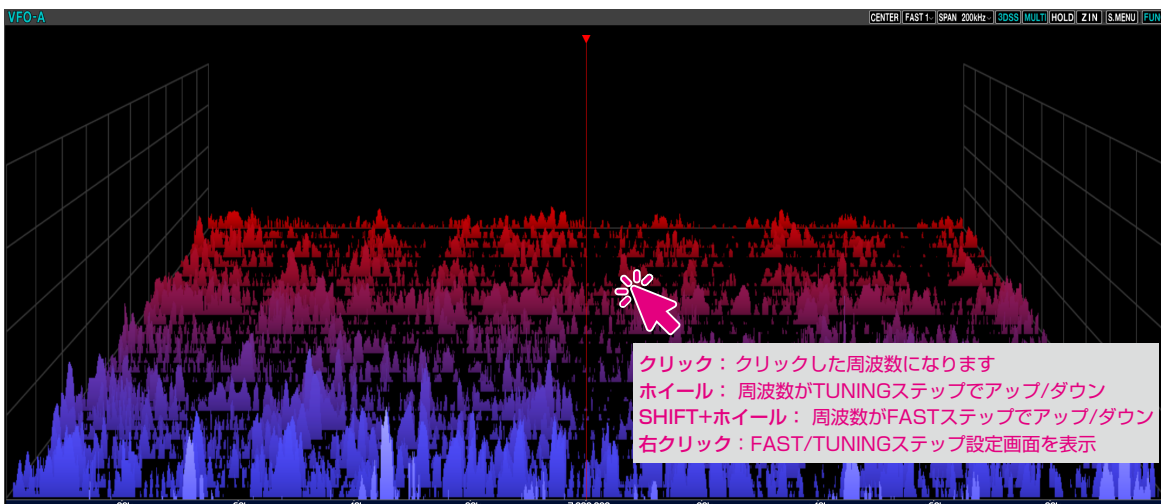 VFO-A
CENTER FAST 1 SPAN 200kHz 3DSS MULTI HOLD ZIN S.MENU
クリック：クリックした周波数になります
ホイール： 周波数がTUNINGステップでアップ/ダウン
SHIFT+ホイール： 周波数がFASTステップでアップ/ダウン
右クリック：FAST/TUNINGステップ設定画面を表示